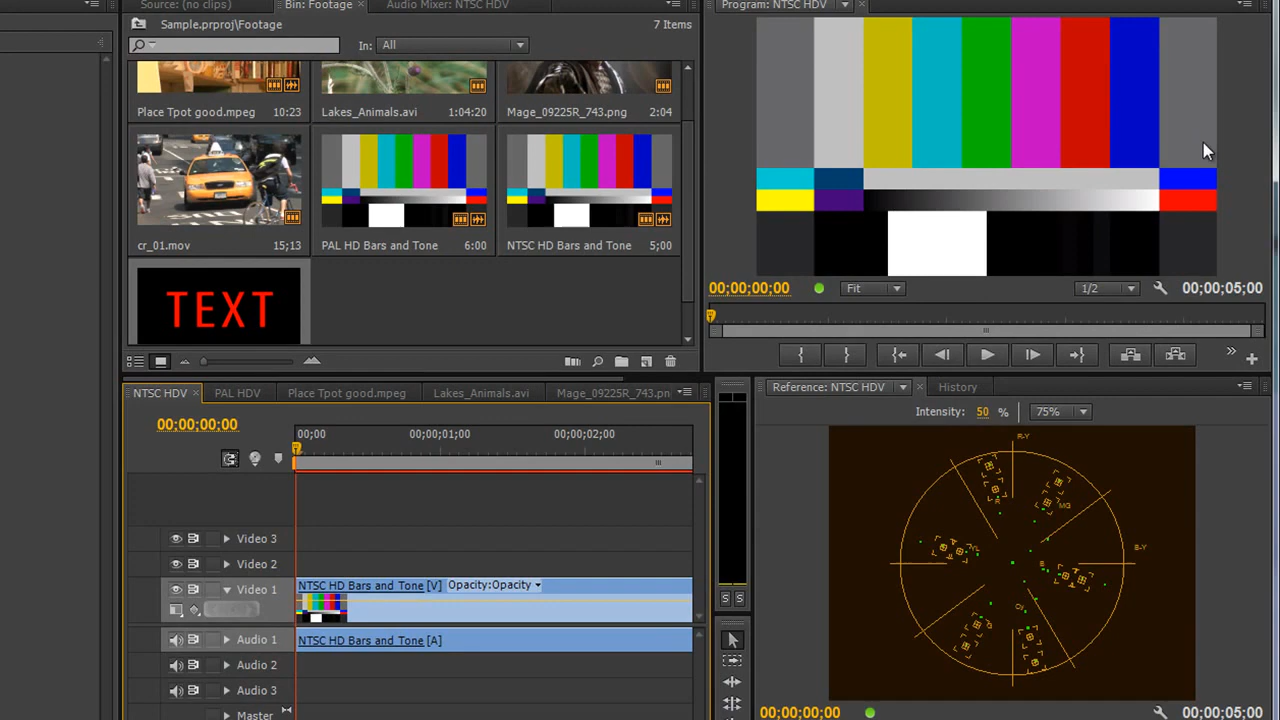 Source: (no clips)
Bin: Footage
Audio Mixer: NTSC HDV
Sample.prproj\Footage
7 Items
In:
All
Place Tpot good.mpeg
10:23
Lakes_Animals.avi
1:04:20
Mage_09225R_743.png
2:04
cr_01.mov
15;13
PAL HD Bars and Tone
6:00
NTSC HD Bars and Tone
5;00
TEXT
Program: NTSC HDV
00;00;00;00
Fit
1/2
00;00;05;00
NTSC HDV
PAL HDV
Place Tpot good.mpeg
Lakes_Animals.avi
Mage_09225R_743.pn
00;00;00;00
00;00
00;00;01;00
00;00;02;00
Video 3
Video 2
Video 1
NTSC HD Bars and Tone [V]
Opacity:Opacity
Audio 1
NTSC HD Bars and Tone [A]
Audio 2
Audio 3
Master
S S
Reference: NTSC HDV
History
Intensity: 50 %
75%
R-Y
MG
R
YL
B-Y
B
G
CY
00;00;00;00
00;00;05;00